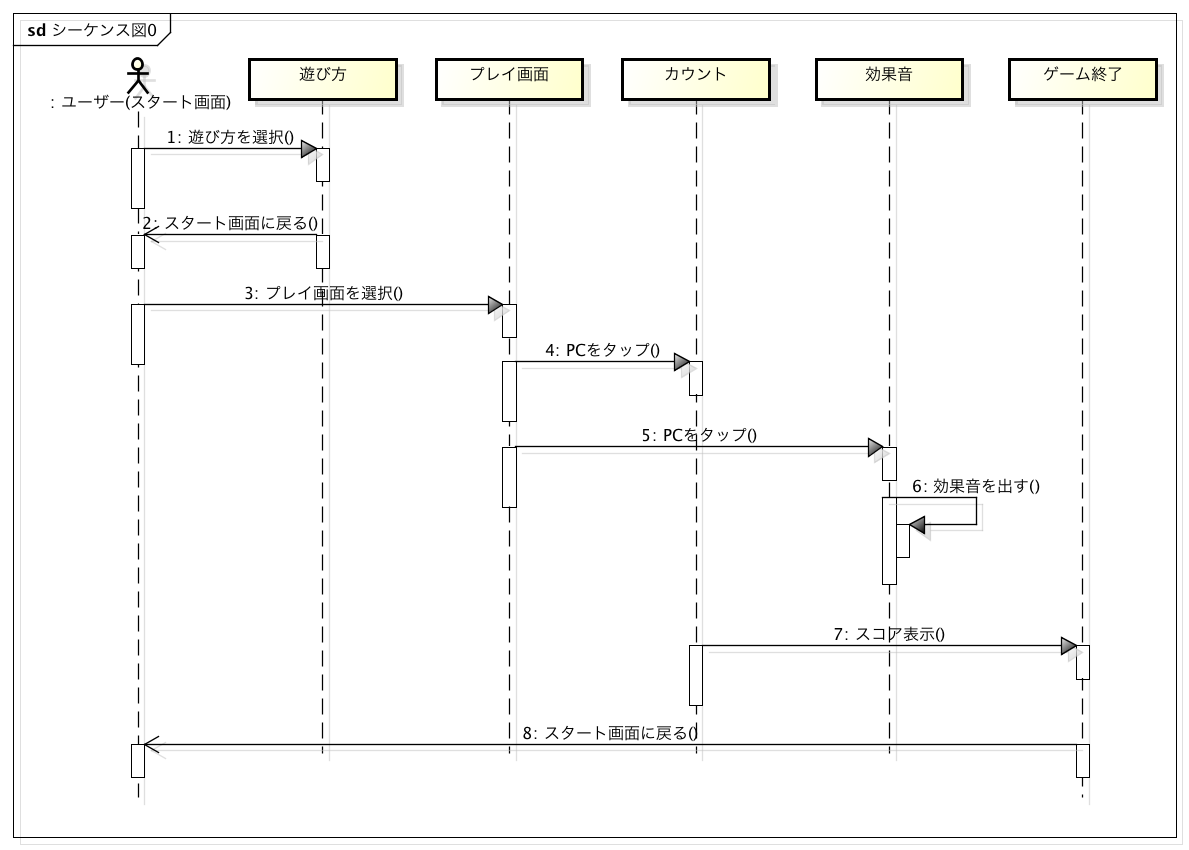 sd シーケンス図0
遊び方
プレイ画面
カウント
効果音
ゲーム終了
: ユーザー(スタート画面)
1: 遊び方を選択()
2: スタート画面に戻る()
3: プレイ画面を選択()
4: PCをタップ()
5: PCをタップ()
6: 効果音を出す()
7: スコア表示()
8: スタート画面に戻る()